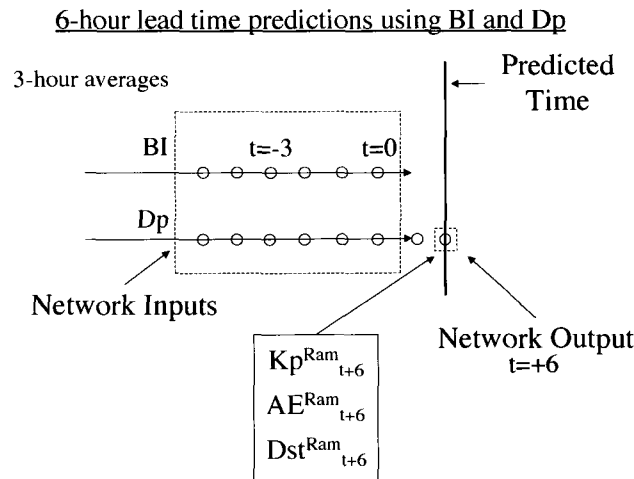 6-hour lead time predictions using BI and Dp
3-hour averages
Predicted
Time
BI
t=-3
t=0
Dp
Network Inputs
Network Output
t=+6
Kp^Ram_t+6
AE^Ram_t+6
Dst^Ram_t+6